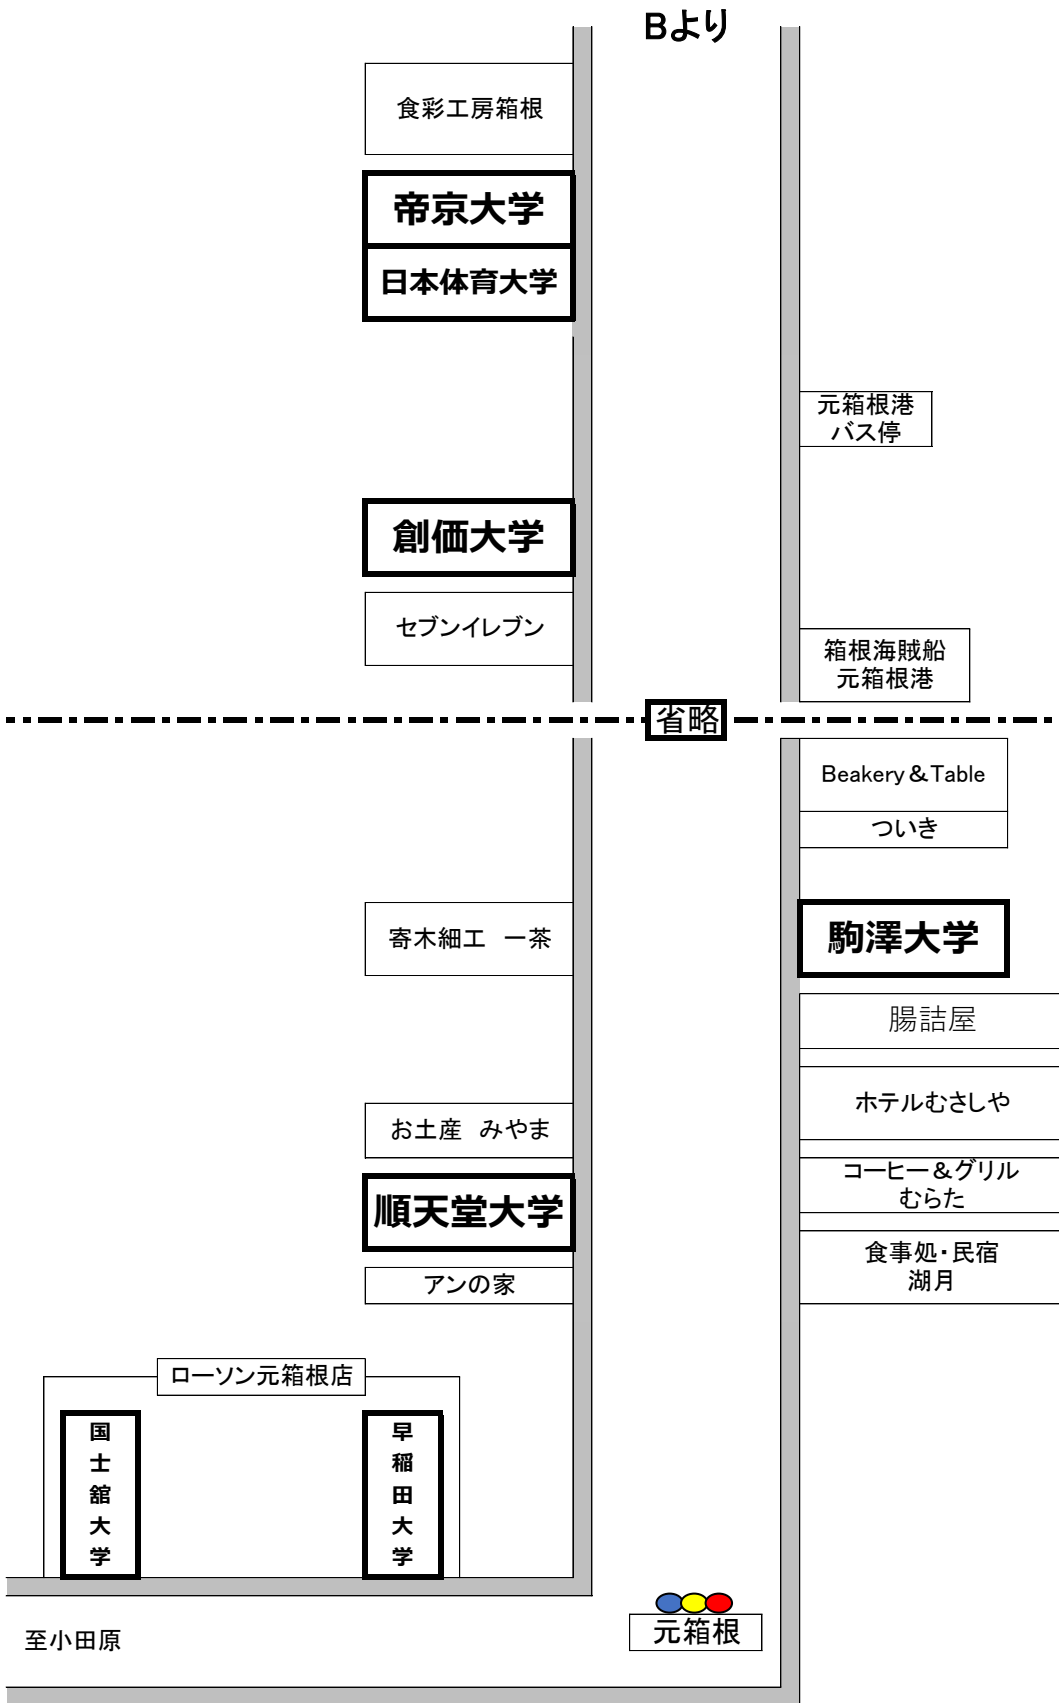 Bより
食彩工房箱根
帝京大学
日本体育大学
元箱根港
バス停
創価大学
セブンイレブン
箱根海賊船
元箱根港
省略
Beakery＆Table
ついき
寄木細工　一茶
駒澤大学
腸詰屋
ホテルむさしや
お土産　みやま
コーヒー＆グリル
むらた
順天堂大学
食事処・民宿
湖月
アンの家
ローソン元箱根店
国士舘大学
早稲田大学
元箱根
至小田原